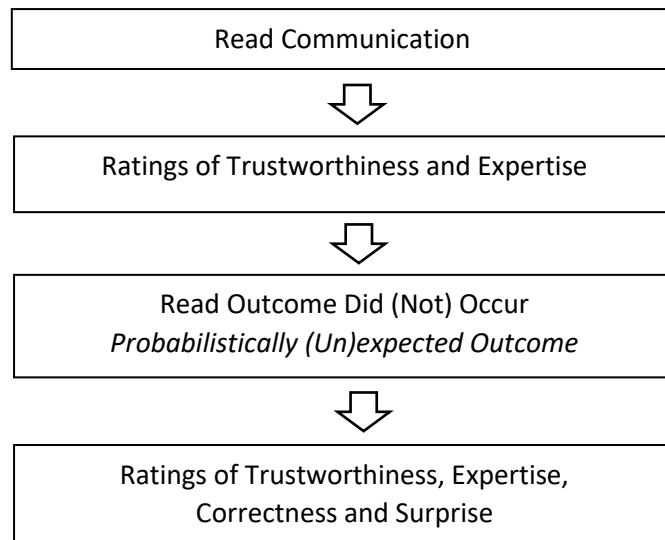 Read Communication
Ratings of Trustworthiness and Expertise
Read Outcome Did (Not) Occur
Probabilistically (Un)expected Outcome
Ratings of Trustworthiness, Expertise,
Correctness and Surprise